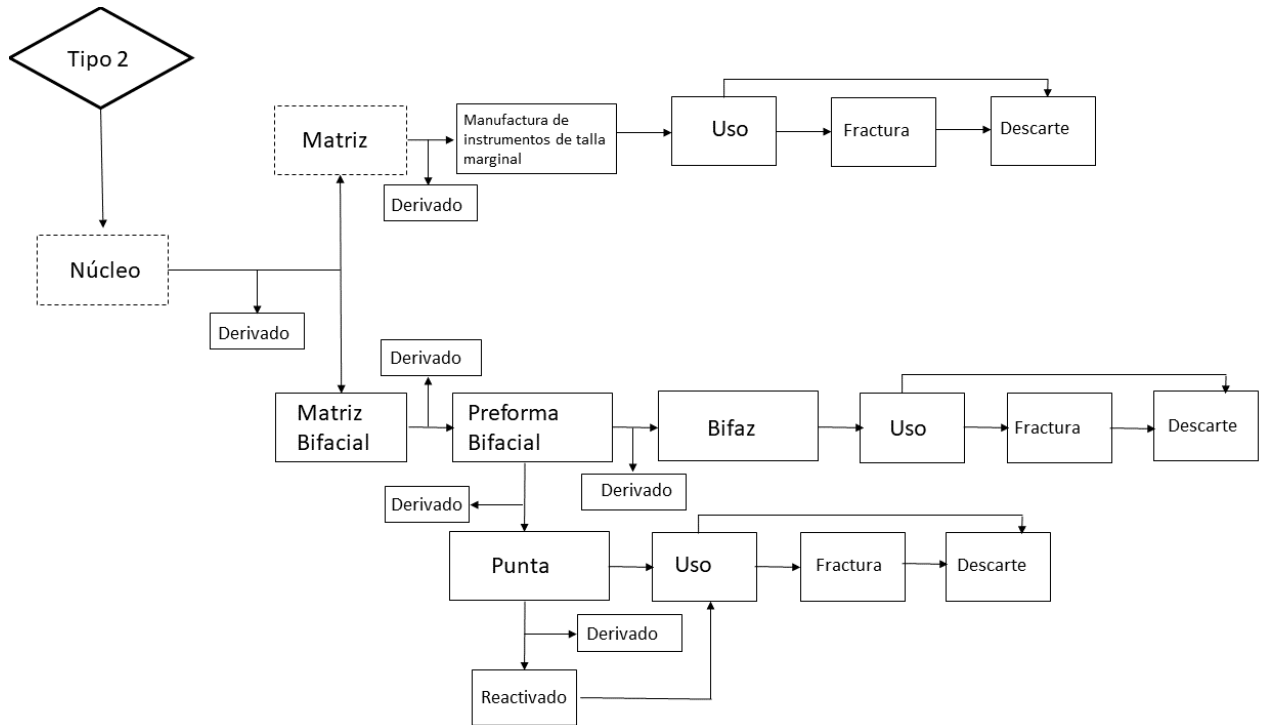 Tipo 2
Matriz
Manufactura de
instrumentos de talla
marginal
Uso
Fractura
Descarte
Derivado
Núcleo
Derivado
Derivado
Matriz
Bifacial
Preforma
Bifacial
Bifaz
Uso
Fractura
Descarte
Derivado
Derivado
Punta
Uso
Fractura
Descarte
Derivado
Reactivado